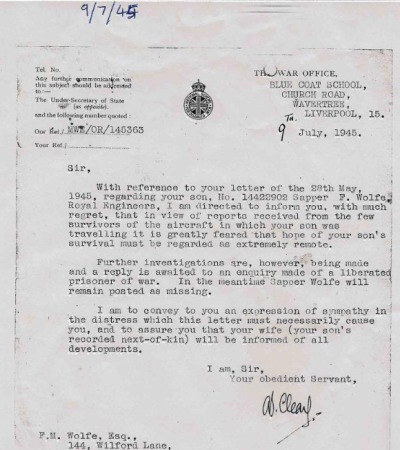 9/7/45
Tel. No.
Any further communication on
this subject should be addressed
to—
The Under-Secretary of State
(as opposite)
and the following number quoted:
Our Ref./ MWE/OR/145363
Your Ref./
THE WAR OFFICE,
BLUE COAT SCHOOL,
CHURCH ROAD,
WAVERTREE,
LIVERPOOL, 15.
9 July, 1945.
Sir,
With reference to your letter of the 28th May,
1945, regarding your son, No. 14422902 Sapper F. Wolfe,
Royal Engineers, I am directed to inform you, with much
regret, that in view of reports received from the few
survivors of the aircraft in which your son was
travelling it is greatly feared that hope of your son's
survival must be regarded as extremely remote.
Further investigations are, however, being made
and a reply is awaited to an enquiry made of a liberated
prisoner of war. In the meantime Sapper Wolfe will
remain posted as missing.
I am to convey to you an expression of sympathy in
the distress which this letter must necessarily cause
you, and to assure you that your wife (your son's
recorded next-of-kin) will be informed of all
developments.
I am, Sir,
Your obedient Servant,
F.M. Wolfe, Esq.,
144, Wilford Lane,